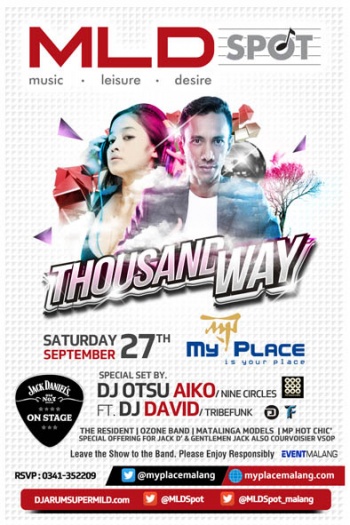 MLD SPOT
music • leisure • desire
THOUSAND WAY
SATURDAY
SEPTEMBER 27TH
myp
My PLACE
is your place
SPECIAL SET BY.
DJ OTSU AIKO / NINE CIRCLES
FT. DJ DAVID / TRIBEFUNK
JACK DANIEL'S
ON STAGE
THE RESIDENT | OZONE BAND | MATALINGA MODELS | MP HOT CHIC'
SPECIAL OFFERING FOR JACK D' & GENTLEMEN JACK ALSO COURVOISIER VSOP
Leave the Show to the Band. Please Enjoy Responsibly EVENTMALANG
RSVP : 0341-352209 @myplacemalang myplacemalang.com
DJARUMSUPERMILD.com @MLDSpot @MLDSpot_malang